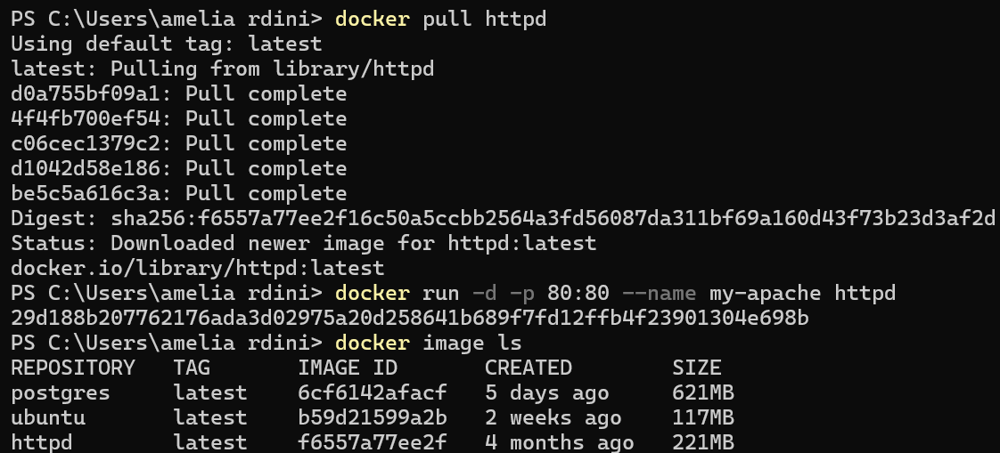 PS C:\Users\amelia rdini> docker pull httpd
Using default tag: latest
latest: Pulling from library/httpd
d0a755bf09a1: Pull complete
4f4fb700ef54: Pull complete
c06cec1379c2: Pull complete
d1042d58e186: Pull complete
be5c5a616c3a: Pull complete
Digest: sha256:f6557a77ee2f16c50a5ccbb2564a3fd56087da311bf69a160d43f73b23d3af2d
Status: Downloaded newer image for httpd:latest
docker.io/library/httpd:latest
PS C:\Users\amelia rdini> docker run -d -p 80:80 --name my-apache httpd
29d188b207762176ada3d02975a20d258641b689f7fd12ffb4f23901304e698b
PS C:\Users\amelia rdini> docker image ls
REPOSITORY   TAG       IMAGE ID       CREATED        SIZE
postgres     latest    6cf6142afacf   5 days ago     621MB
ubuntu       latest    b59d21599a2b   2 weeks ago    117MB
httpd        latest    f6557a77ee2f   4 months ago   221MB